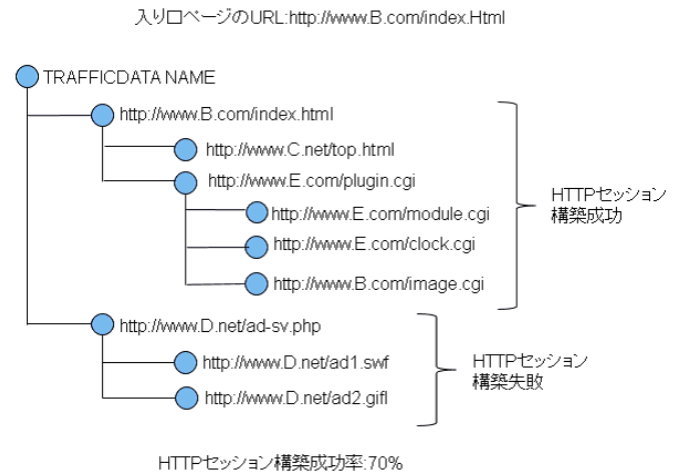 入り口ページのURL:http://www.B.com/index.Html
TRAFFICDATA NAME
http://www.B.com/index.html
http://www.C.net/top.html
http://www.E.com/plugin.cgi
http://www.E.com/module.cgi
http://www.E.com/clock.cgi
http://www.B.com/image.cgi
HTTPセッション
構築成功
http://www.D.net/ad-sv.php
http://www.D.net/ad1.swf
http://www.D.net/ad2.gifl
HTTPセッション
構築失敗
HTTPセッション構築成功率:70%